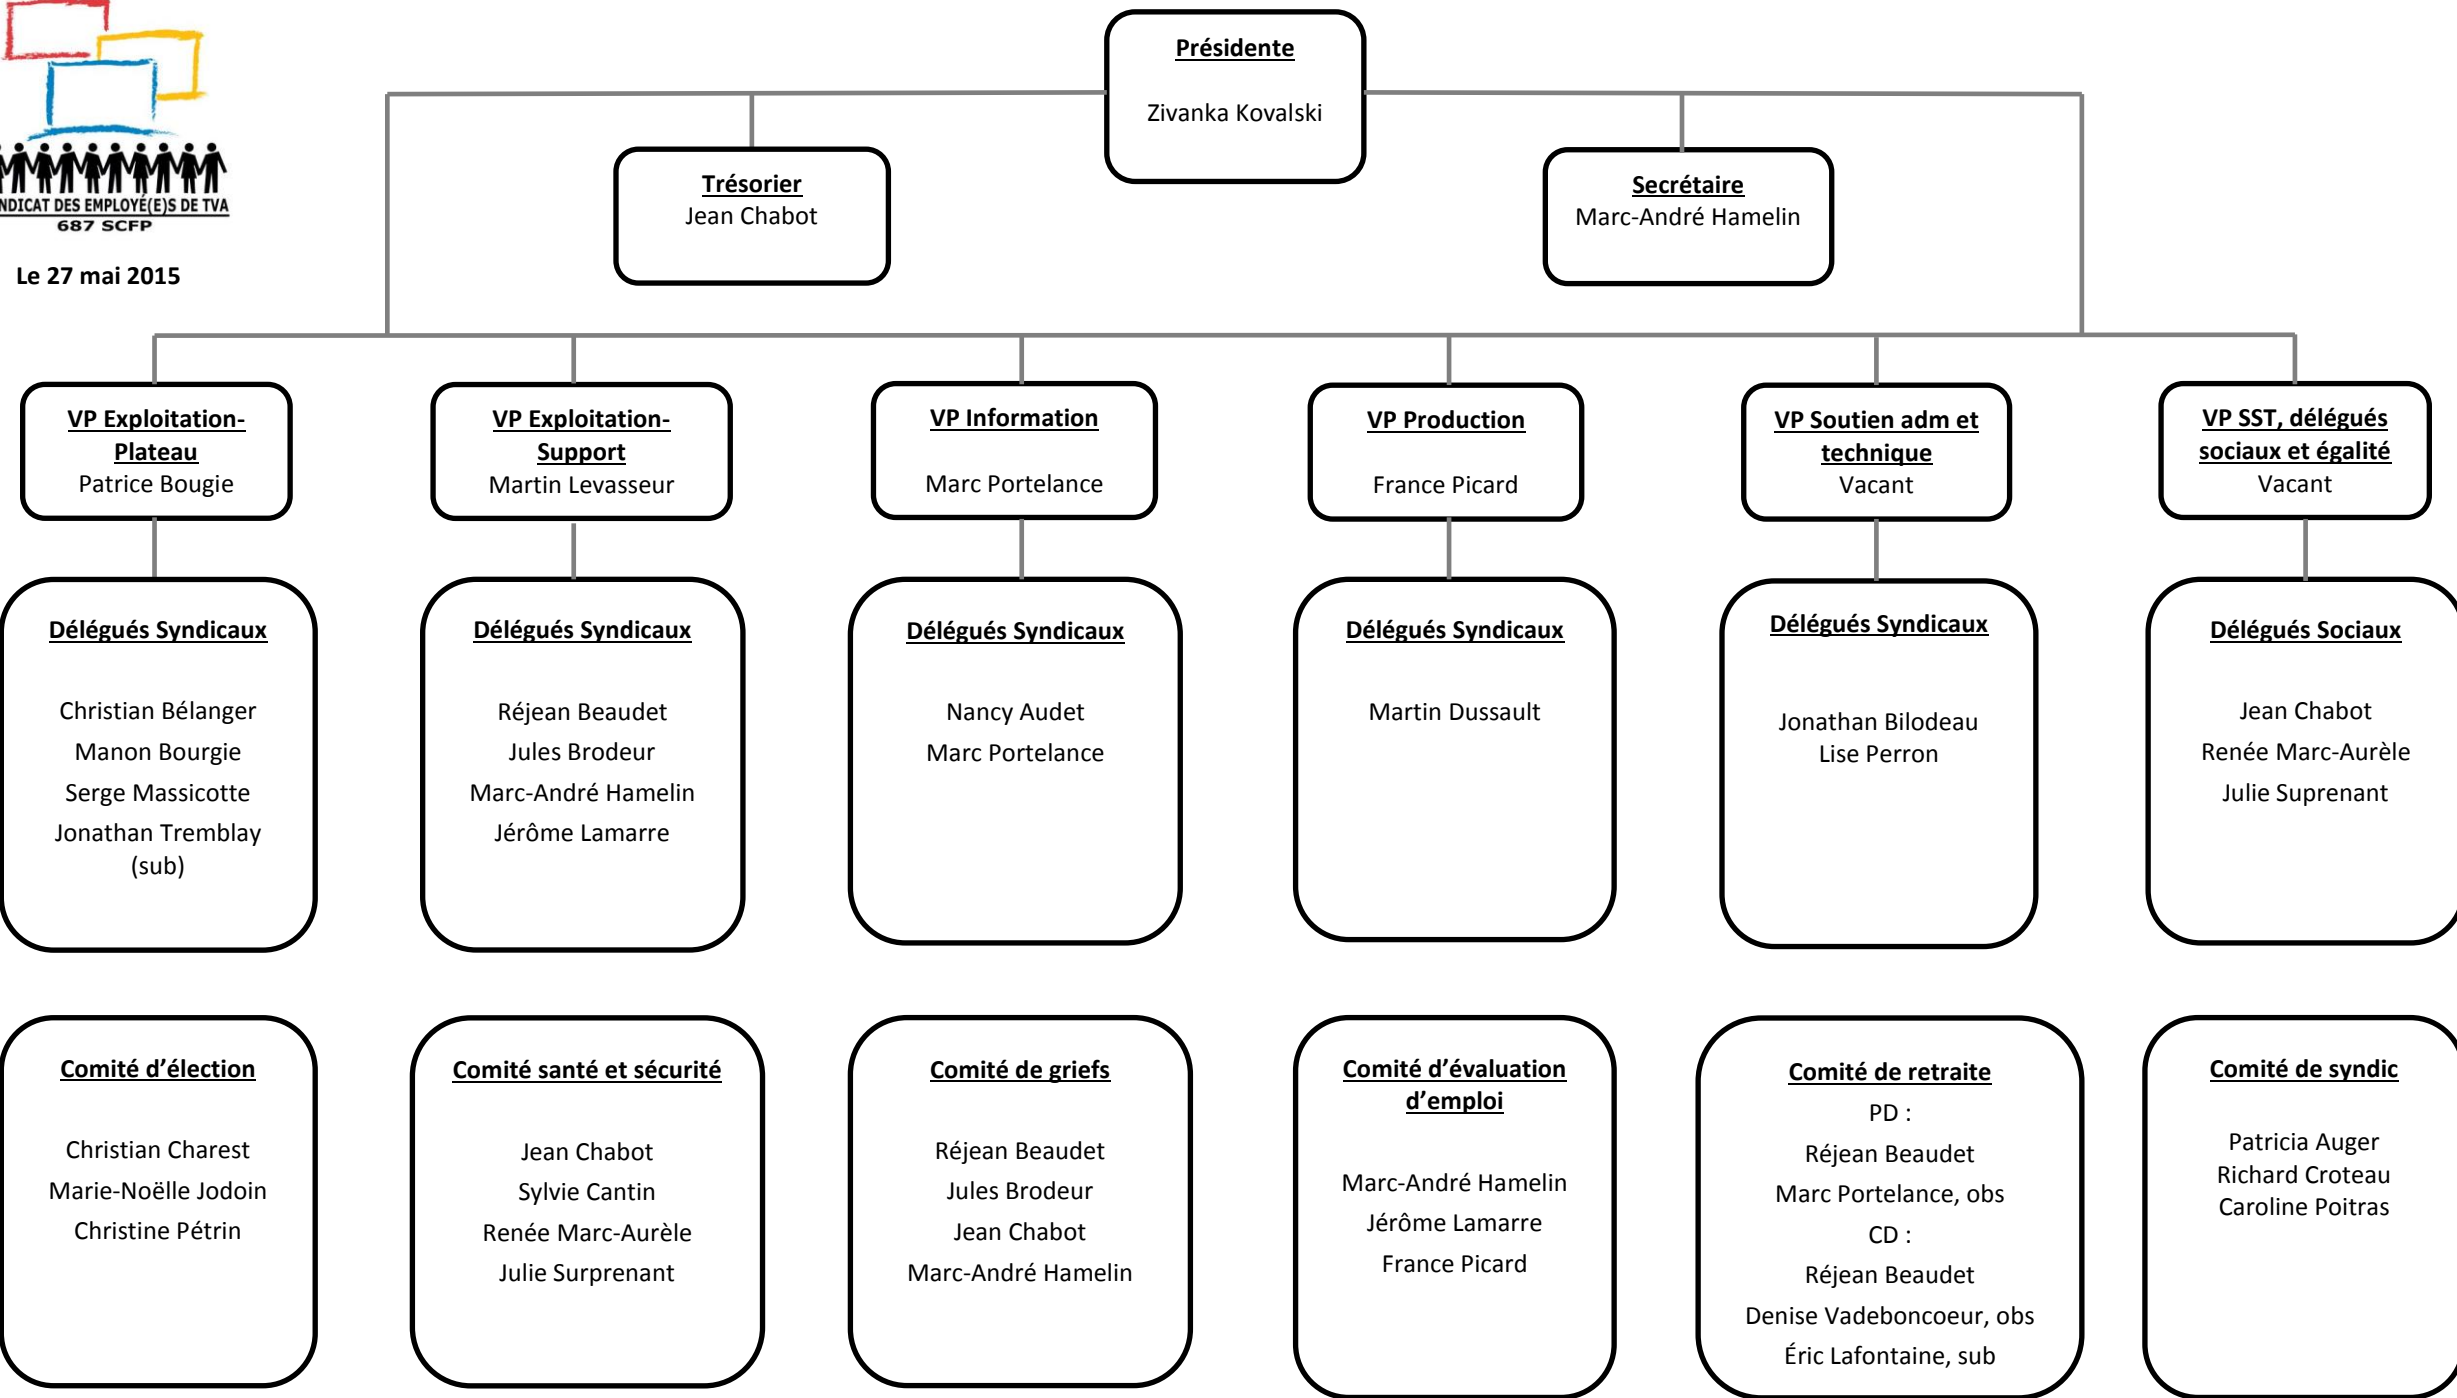 Présidente
Zivanka Kovalski
Trésorier
Jean Chabot
Secrétaire
Marc-André Hamelin
NDICAT DES EMPLOYÉ(E)S DE TVA
687 SCFP
Le 27 mai 2015
VP Exploitation-
Plateau
Patrice Bougie
VP Exploitation-
Support
Martin Levasseur
VP Information
Marc Portelance
VP Production
France Picard
VP Soutien adm et
technique
Vacant
VP SST, délégués
sociaux et égalité
Vacant
Délégués Syndicaux
Christian Bélanger
Manon Bourgie
Serge Massicotte
Jonathan Tremblay
(sub)
Délégués Syndicaux
Réjean Beaudet
Jules Brodeur
Marc-André Hamelin
Jérôme Lamarre
Délégués Syndicaux
Nancy Audet
Marc Portelance
Délégués Syndicaux
Martin Dussault
Délégués Syndicaux
Jonathan Bilodeau
Lise Perron
Délégués Sociaux
Jean Chabot
Renée Marc-Aurèle
Julie Suprenant
Comité d’élection
Christian Charest
Marie-Noëlle Jodoin
Christine Pétrin
Comité santé et sécurité
Jean Chabot
Sylvie Cantin
Renée Marc-Aurèle
Julie Surprenant
Comité de griefs
Réjean Beaudet
Jules Brodeur
Jean Chabot
Marc-André Hamelin
Comité d’évaluation
d’emploi
Marc-André Hamelin
Jérôme Lamarre
France Picard
Comité de retraite
PD :
Réjean Beaudet
Marc Portelance, obs
CD :
Réjean Beaudet
Denise Vadeboncoeur, obs
Éric Lafontaine, sub
Comité de syndic
Patricia Auger
Richard Croteau
Caroline Poitras